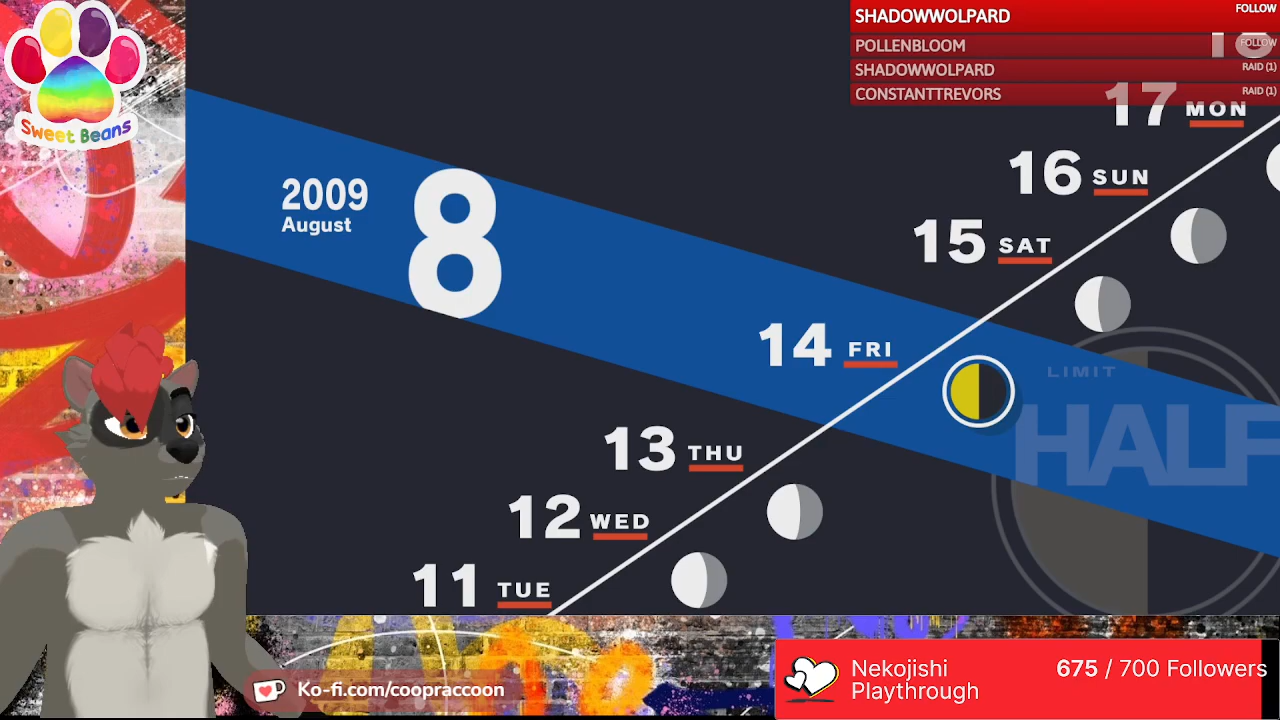 Sweet Beans
SHADOWWOLPARD FOLLOW
POLLENBLOOM FOLLOW
SHADOWWOLPARD RAID (1)
CONSTANTTREVORS RAID (1)
17 MON
16 SUN
15 SAT
2009
August
8
14 FRI
LIMIT
HALF
13 THU
12 WED
11 TUE
Ko-fi.com/coopraccoon
Nekojishi
Playthrough
675 / 700 Followers